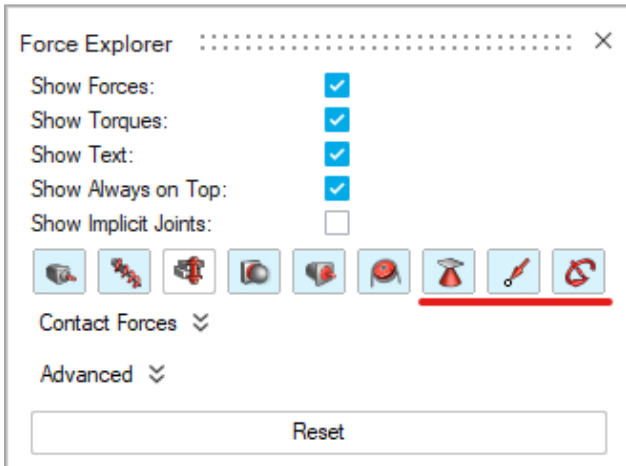 Force Explorer
Show Forces:
Show Torques:
Show Text:
Show Always on Top:
Show Implicit Joints:
Contact Forces
Advanced
Reset